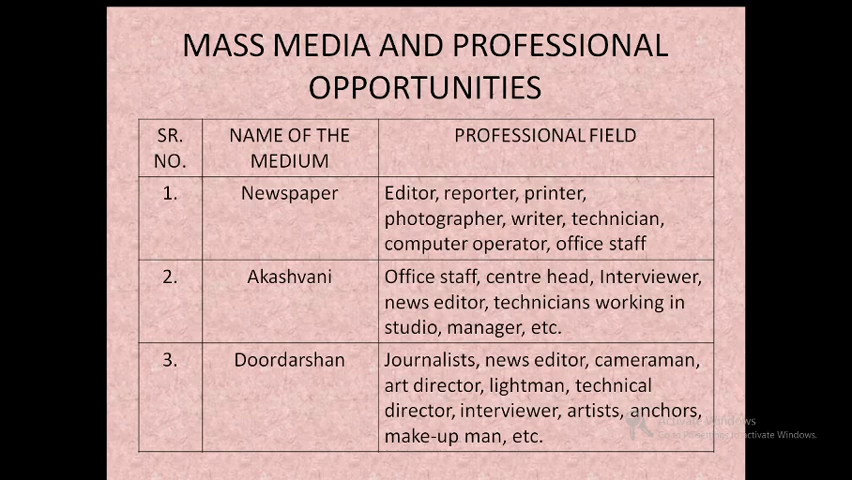 MASS MEDIA AND PROFESSIONAL
OPPORTUNITIES
SR. NO.
NAME OF THE MEDIUM
PROFESSIONAL FIELD
1.
Newspaper
Editor, reporter, printer,
photographer, writer, technician,
computer operator, office staff
2.
Akashvani
Office staff, centre head, Interviewer,
news editor, technicians working in
studio, manager, etc.
3.
Doordarshan
Journalists, news editor, cameraman,
art director, lightman, technical
director, interviewer, artists, anchors,
make-up man, etc.
Activate Windows
to activate Windows.